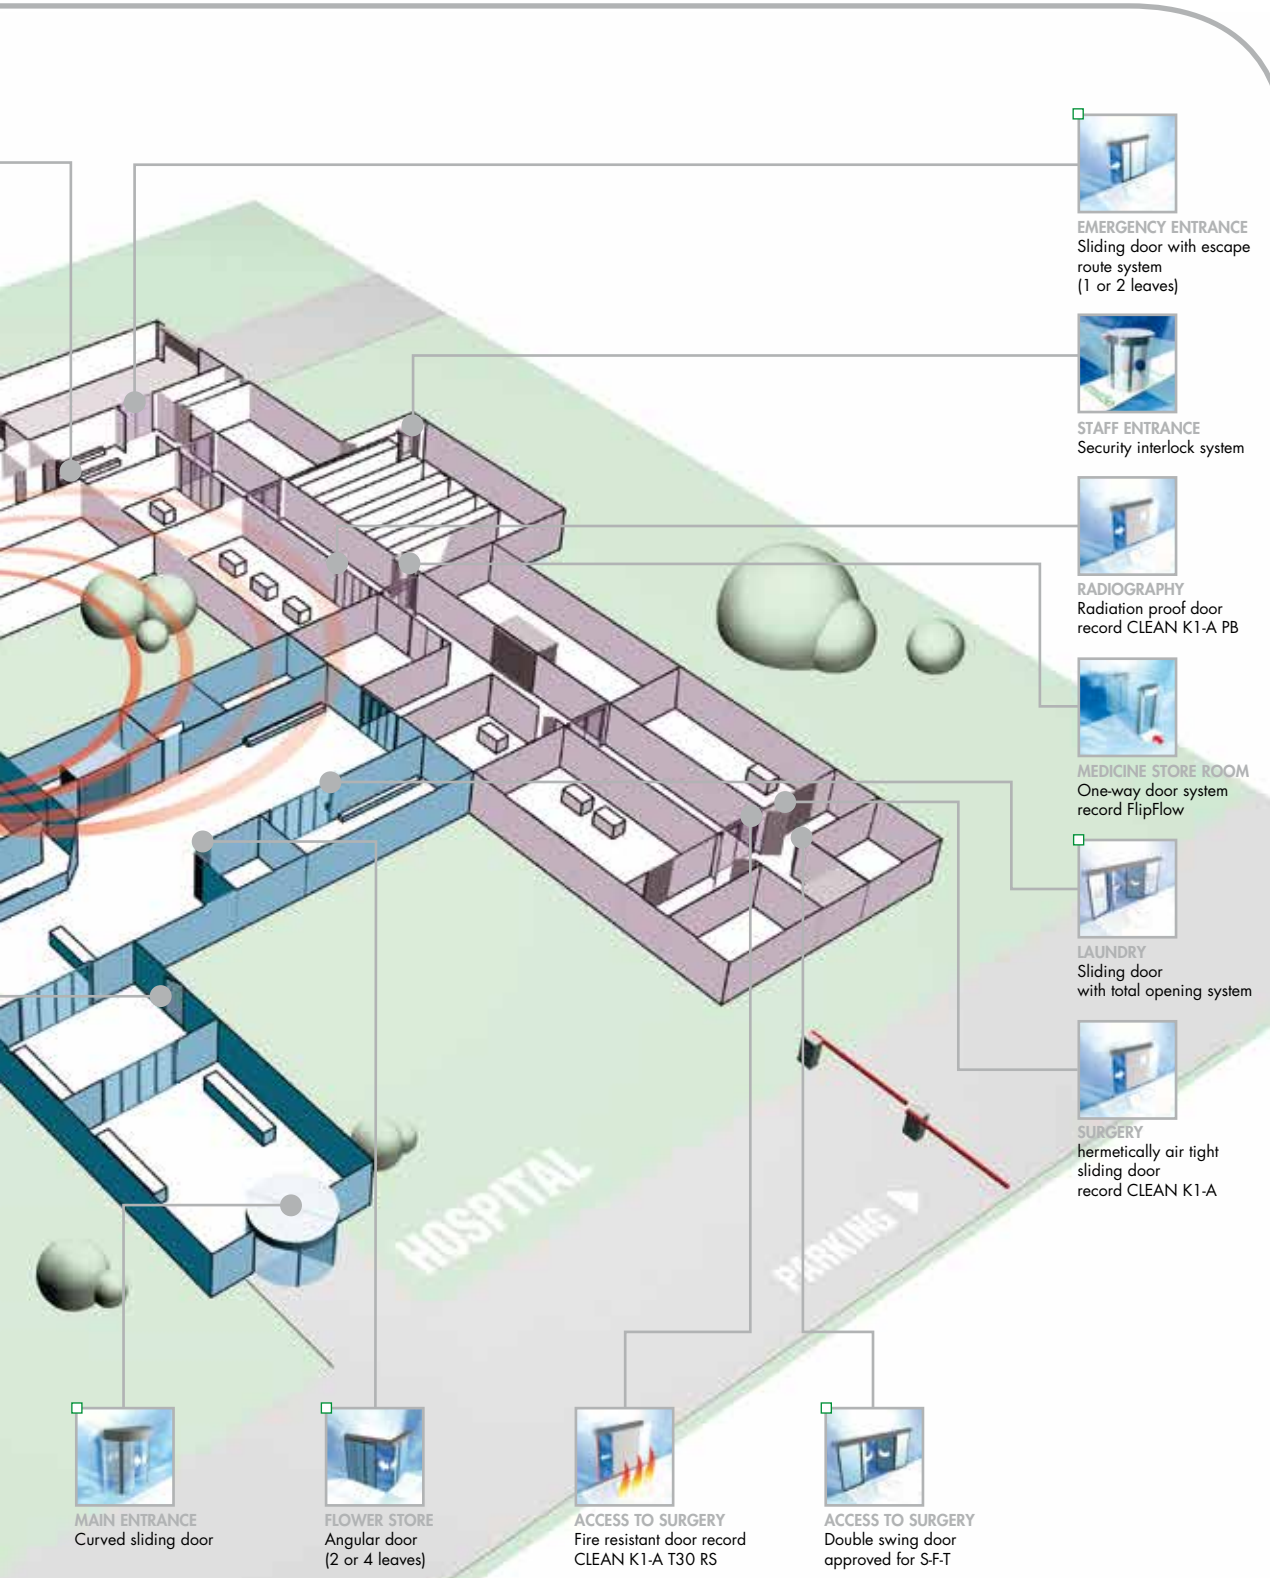 EMERGENCY ENTRANCE
Sliding door with escape
route system
(1 or 2 leaves)
STAFF ENTRANCE
Security interlock system
RADIOGRAPHY
Radiation proof door
record CLEAN K1-A PB
MEDICINE STORE ROOM
One-way door system
record FlipFlow
LAUNDRY
Sliding door
with total opening system
SURGERY
hermetically air tight
sliding door
record CLEAN K1-A
HOSPITAL
PARKING
MAIN ENTRANCE
Curved sliding door
FLOWER STORE
Angular door
(2 or 4 leaves)
ACCESS TO SURGERY
Fire resistant door record
CLEAN K1-A T30 RS
ACCESS TO SURGERY
Double swing door
approved for S-F-T